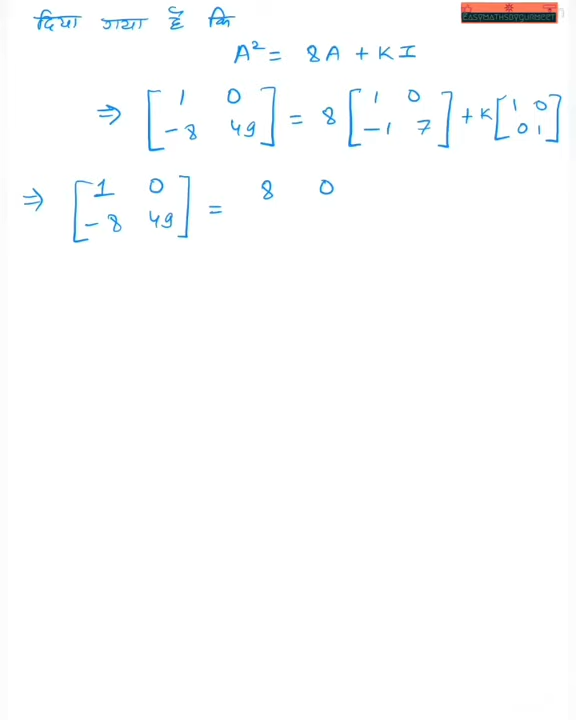 EASYMATHSBYGURMEET
दिया गया है कि
A² = 8A + KI
⇒ [1 0 -8 49] = 8 [1 0 -1 7] + K [1 0 0 1]
⇒ [1 0 -8 49] = 8 0